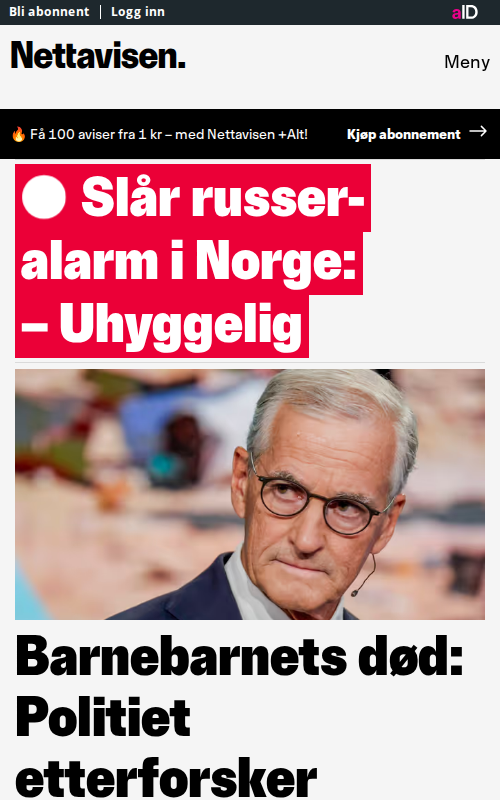 Bli abonnent | Logg inn
aID
Nettavisen.
Meny
🔥 Få 100 aviser fra 1 kr – med Nettavisen +Alt!
Kjøp abonnement →
Slår russer-
alarm i Norge:
– Uhyggelig
Barnebarnets død:
Politiet
etterforsker